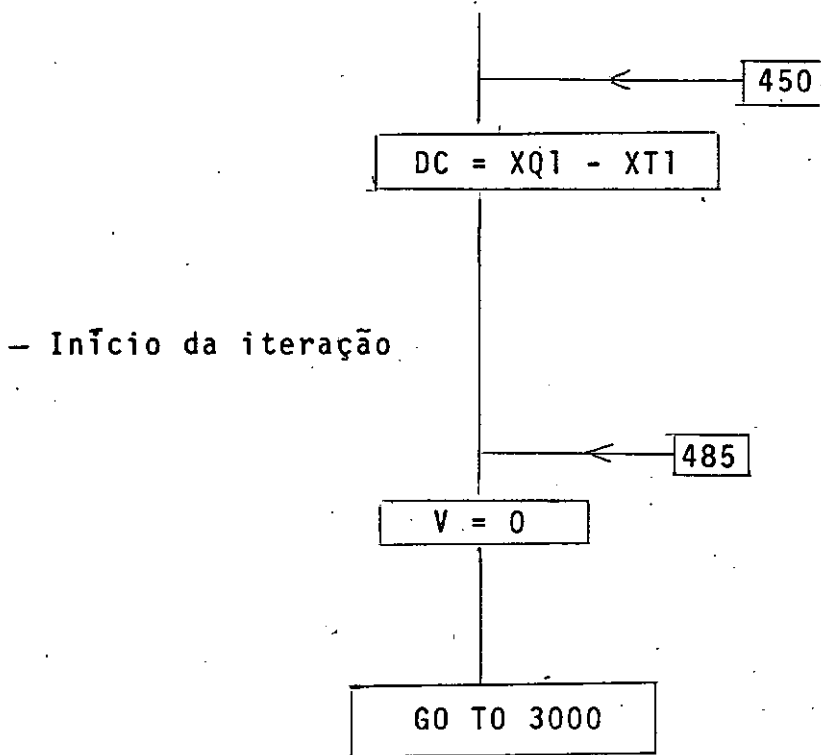 450
DC = XQ1 - XT1
— Início da iteração
485
V = 0
GO TO 3000